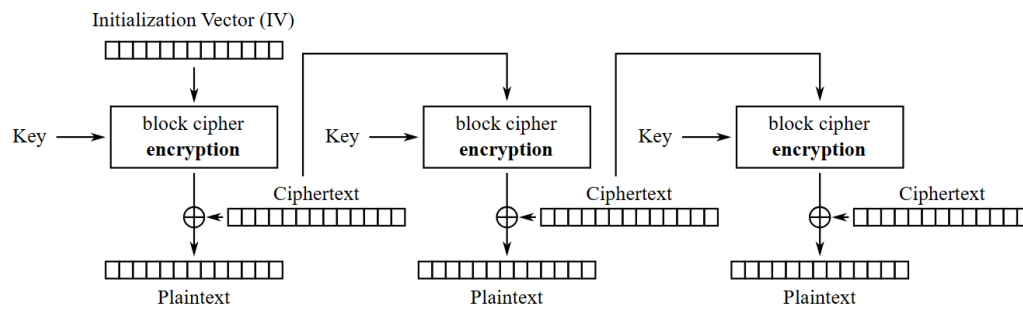 Initialization Vector (IV)
Key
block cipher
encryption
Key
block cipher
encryption
Key
block cipher
encryption
Ciphertext
Ciphertext
Ciphertext
Plaintext
Plaintext
Plaintext